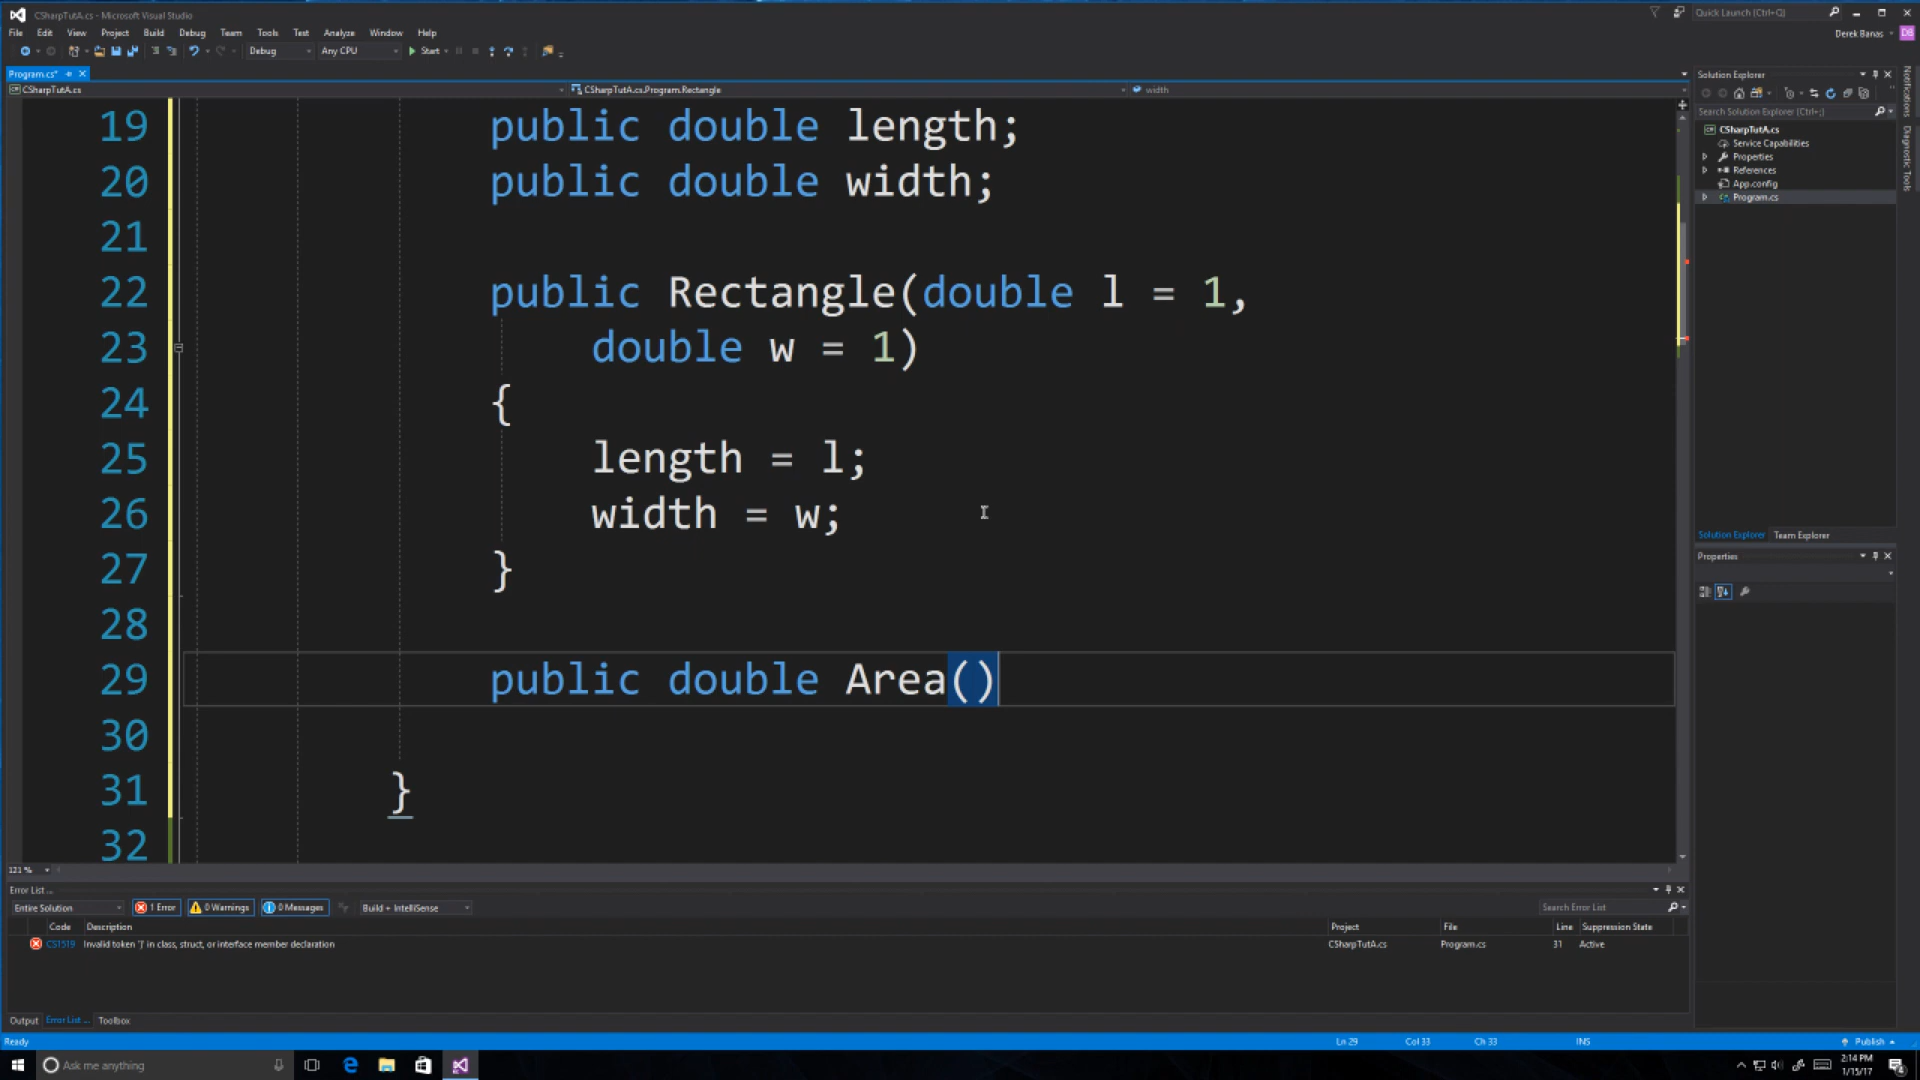 CSharpTutA.cs - Microsoft Visual Studio
Quick Launch (Ctrl+Q)
File Edit View Project Build Debug Team Tools Test Analyze Window Help
Derek Banas DB
Debug Any CPU Start
Program.cs*
CSharpTutA.cs CSharpTutA.cs.Program.Rectangle width
19 public double length;
20 public double width;
21
22 public Rectangle(double l = 1,
23 double w = 1)
24 {
25 length = l;
26 width = w;
27 }
28
29 public double Area()
30
31 }
32
121 %
Solution Explorer
Search Solution Explorer (Ctrl+;)
CSharpTutA.cs
Service Capabilities
Properties
References
App.config
Program.cs
Solution Explorer Team Explorer
Properties
Notifications
Diagnostic Tools
Error List ...
Entire Solution 1 Error 0 Warnings 0 Messages Build + IntelliSense Search Error List
Code Description Project File Line Suppression State
CS1519 Invalid token '}' in class, struct, or interface member declaration CSharpTutA.cs Program.cs 31 Active
Output Error List ... Toolbox
Ready Ln 29 Col 33 Ch 33 INS Publish
Ask me anything
2:14 PM
1/15/17